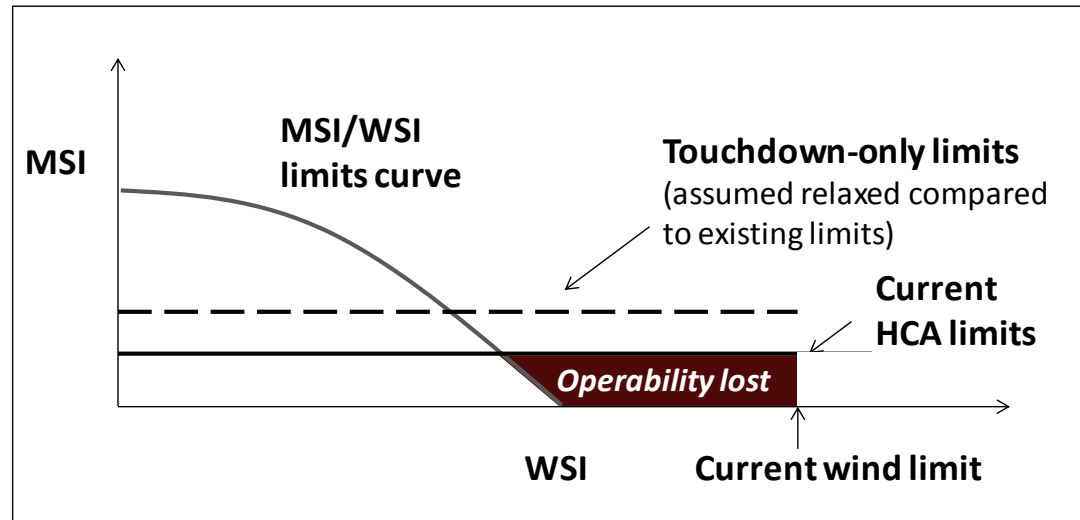 MSI
MSI/WSI
limits curve
Touchdown-only limits
(assumed relaxed compared
to existing limits)
Current
HCA limits
Operability lost
WSI
Current wind limit